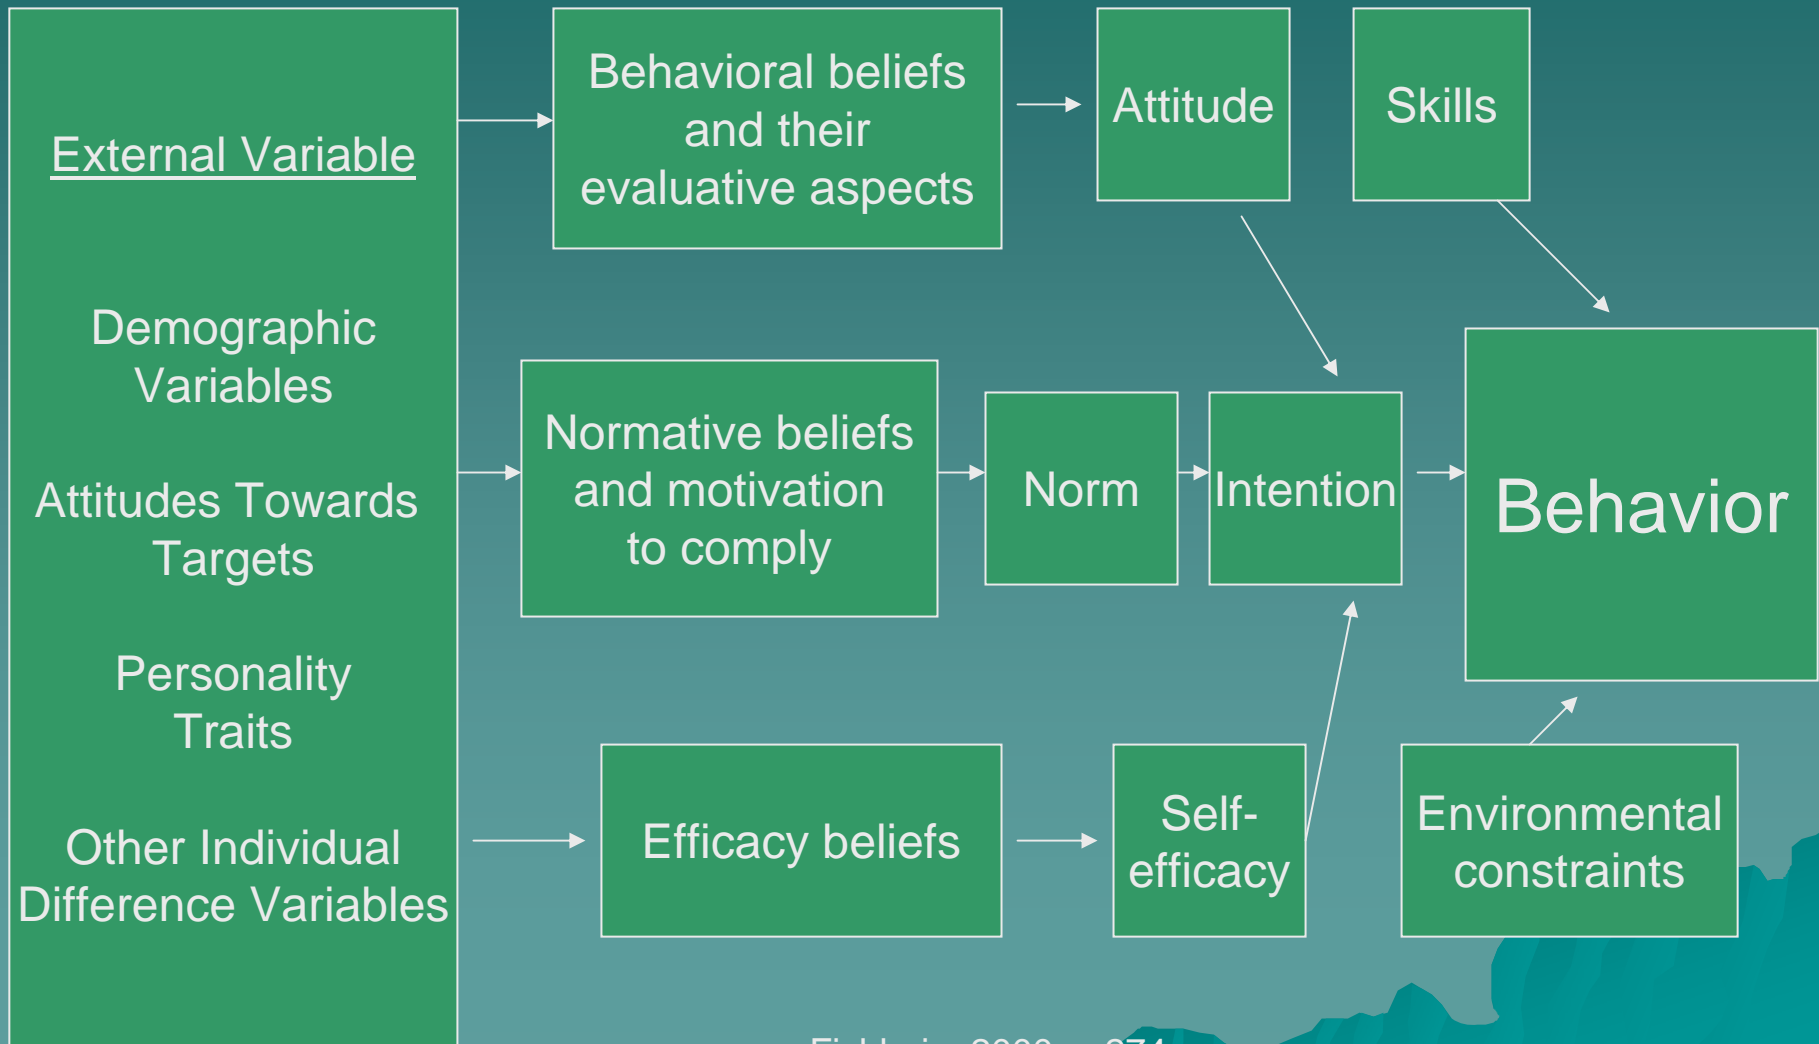 External Variable
Demographic
Variables
Attitudes Towards
Targets
Personality
Traits
Other Individual
Difference Variables
Behavioral beliefs
and their
evaluative aspects
Attitude
Skills
Normative beliefs
and motivation
to comply
Norm
Intention
Behavior
Efficacy beliefs
Self-
efficacy
Environmental
constraints